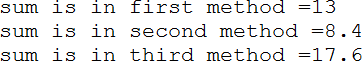 sum is in first method =13
sum is in second method =8.4
sum is in third method =17.6